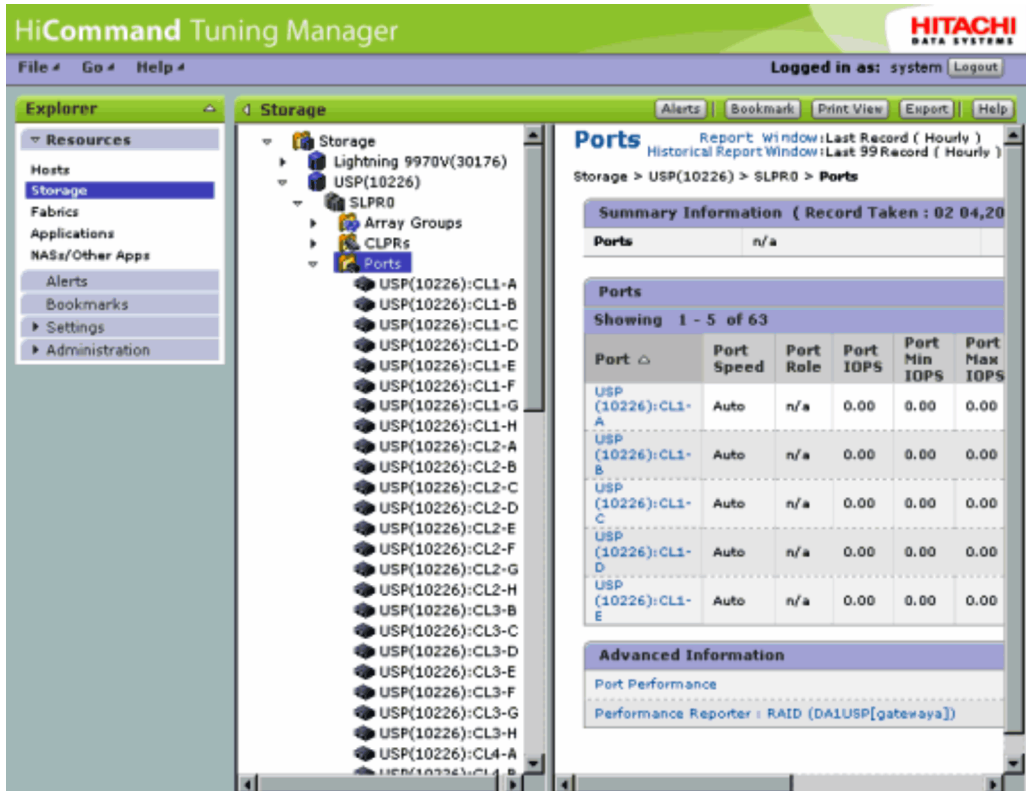 HiCommand Tuning Manager
HITACHI
DATA SYSTEMS
File Go Help
Logged in as: system Logout
Explorer
Resources
Hosts
Storage
Fabrics
Applications
NASs/Other Apps
Alerts
Bookmarks
Settings
Administration
Storage
Alerts Bookmark Print View Export Help
Storage
Lightning 9970V(30176)
USP(10226)
SLPR0
Array Groups
CLPRs
Ports
USP(10226):CL1-A
USP(10226):CL1-B
USP(10226):CL1-C
USP(10226):CL1-D
USP(10226):CL1-E
USP(10226):CL1-F
USP(10226):CL1-G
USP(10226):CL1-H
USP(10226):CL2-A
USP(10226):CL2-B
USP(10226):CL2-C
USP(10226):CL2-D
USP(10226):CL2-E
USP(10226):CL2-F
USP(10226):CL2-G
USP(10226):CL2-H
USP(10226):CL3-B
USP(10226):CL3-C
USP(10226):CL3-D
USP(10226):CL3-E
USP(10226):CL3-F
USP(10226):CL3-G
USP(10226):CL3-H
USP(10226):CL4-A
Ports
Report Window :Last Record ( Hourly )
Historical Report Window :Last 99 Record ( Hourly )
Storage > USP(10226) > SLPR0 > Ports
Summary Information ( Record Taken : 02 04,20
Ports n/a
Ports
Showing 1 - 5 of 63
Port Port Speed Port Role Port IOPS Port Min IOPS Port Max IOPS
USP (10226):CL1-A Auto n/a 0.00 0.00 0.00
USP (10226):CL1-B Auto n/a 0.00 0.00 0.00
USP (10226):CL1-C Auto n/a 0.00 0.00 0.00
USP (10226):CL1-D Auto n/a 0.00 0.00 0.00
USP (10226):CL1-E Auto n/a 0.00 0.00 0.00
Advanced Information
Port Performance
Performance Reporter : RAID (DA1USP[gatewaya])